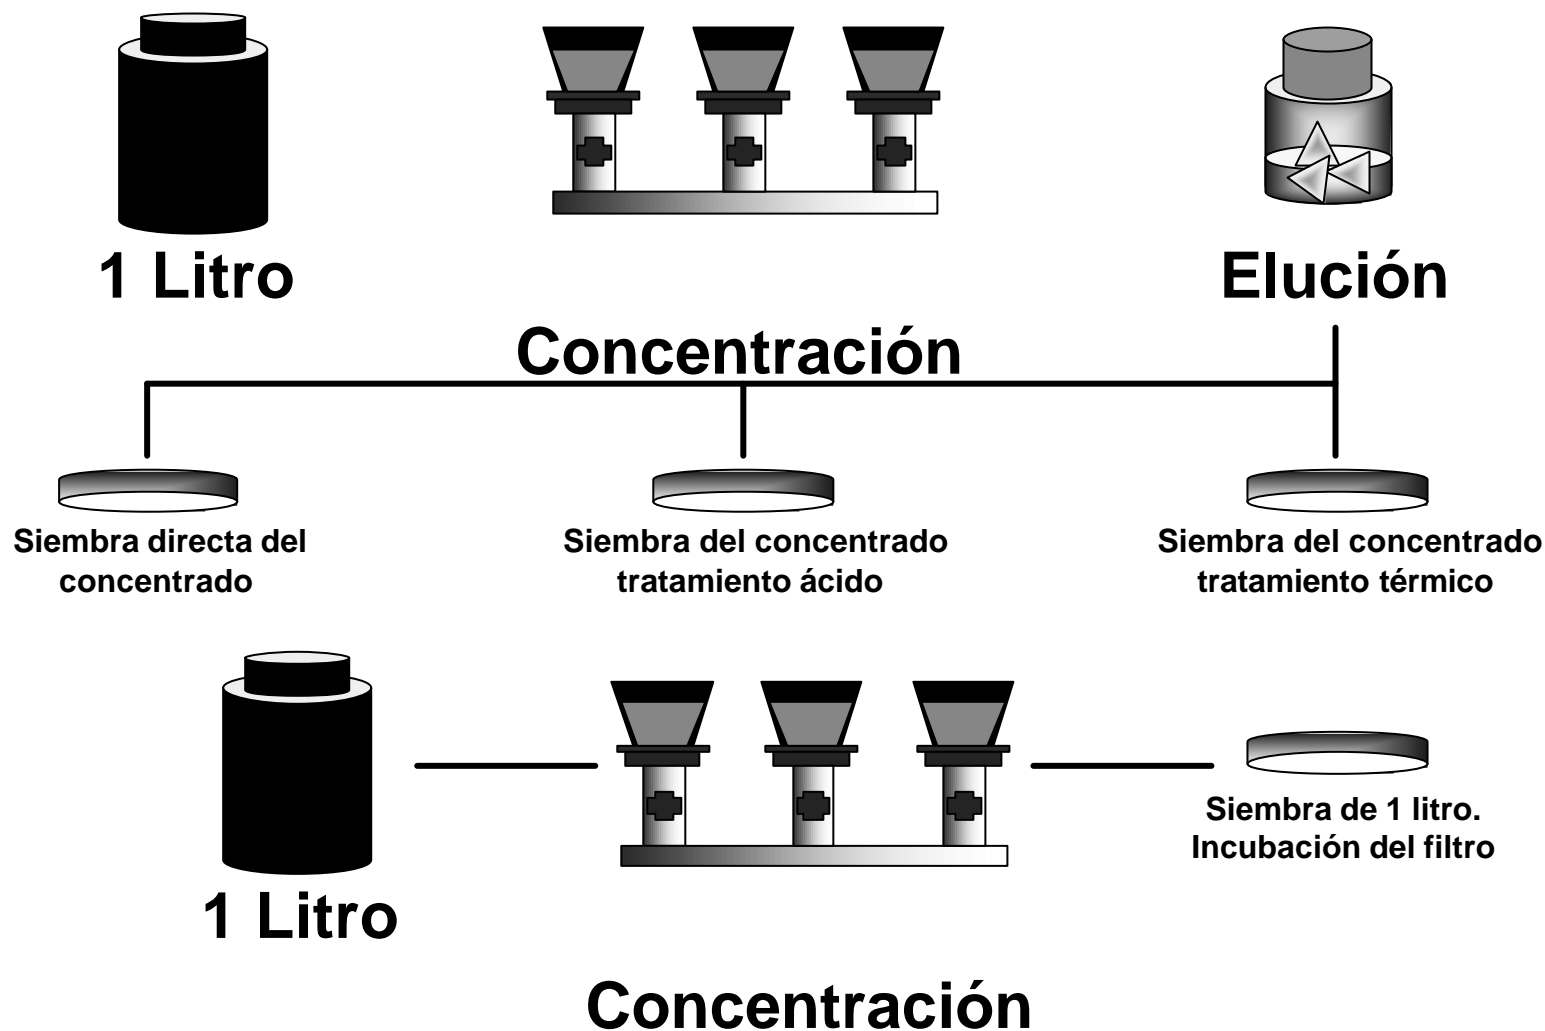 1 Litro
Elución
Concentración
Siembra directa del
concentrado
Siembra del concentrado
tratamiento ácido
Siembra del concentrado
tratamiento térmico
Siembra de 1 litro.
Incubación del filtro
1 Litro
Concentración